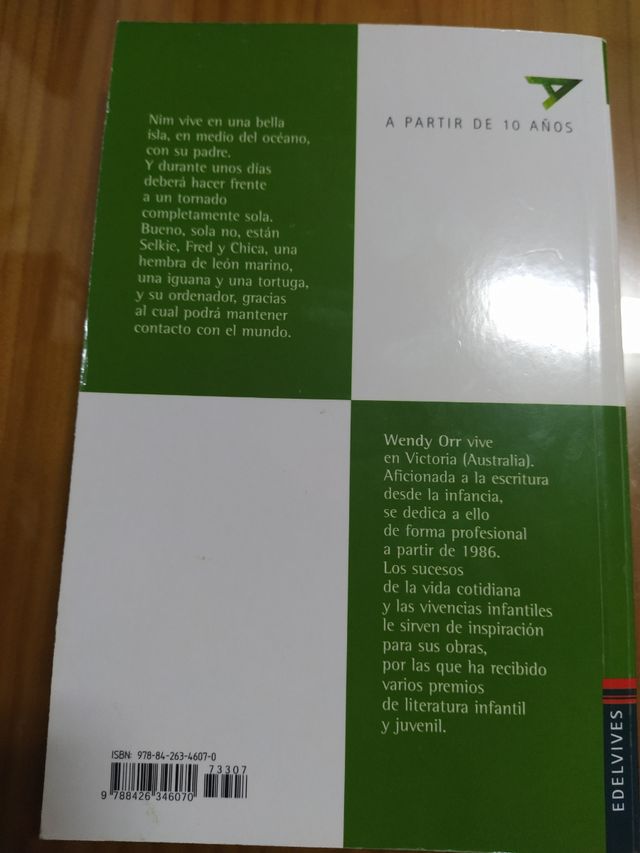 Nim vive en una bella
isla, en medio del océano,
con su padre.
Y durante unos días
deberá hacer frente
a un tornado
completamente sola.
Bueno, sola no, están
Selkie, Fred y Chica, una
hembra de león marino,
una iguana y una tortuga,
y su ordenador, gracias
al cual podrá mantener
contacto con el mundo.
A PARTIR DE 10 AÑOS
Wendy Orr vive
en Victoria (Australia).
Aficionada a la escritura
desde la infancia,
se dedica a ello
de forma profesional
a partir de 1986.
Los sucesos
de la vida cotidiana
y las vivencias infantiles
le sirven de inspiración
para sus obras,
por las que ha recibido
varios premios
de literatura infantil
y juvenil.
ISBN: 978-84-263-4607-0
73307
9 788426 346070
EDELVIVES